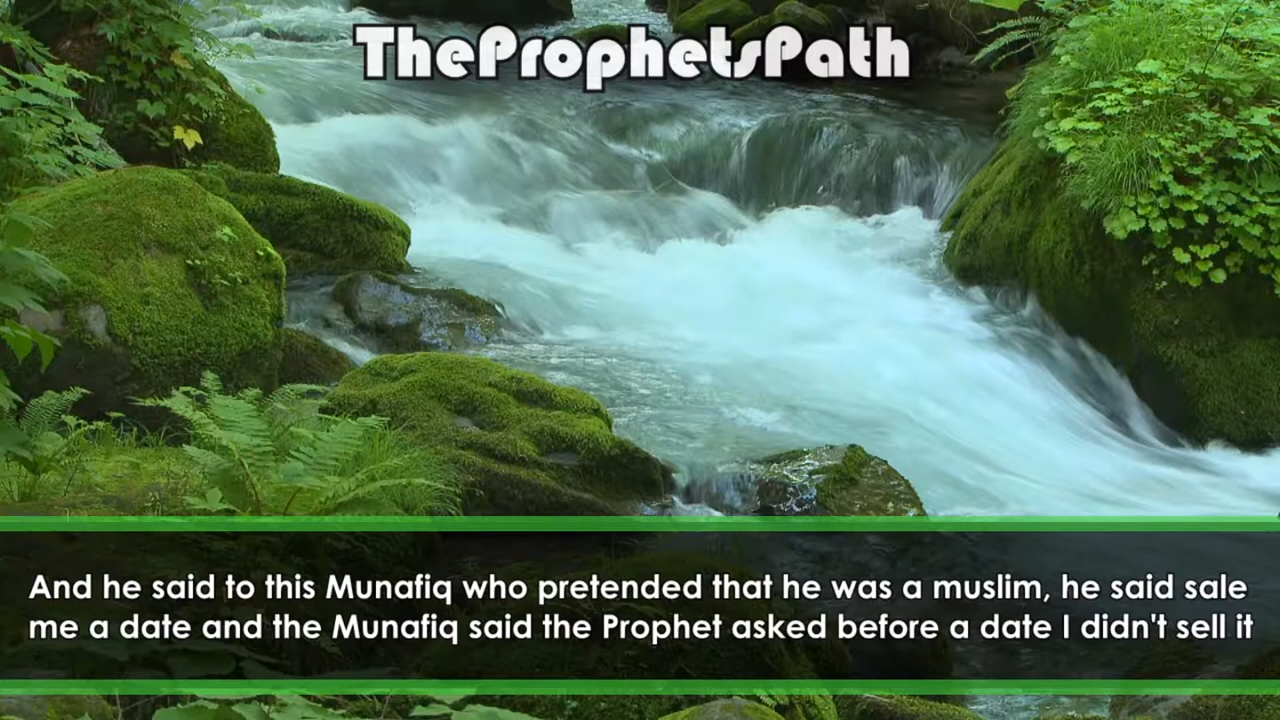 TheProphetsPath
And he said to this Munafiq who pretended that he was a muslim, he said sale
me a date and the Munafiq said the Prophet asked before a date I didn't sell it